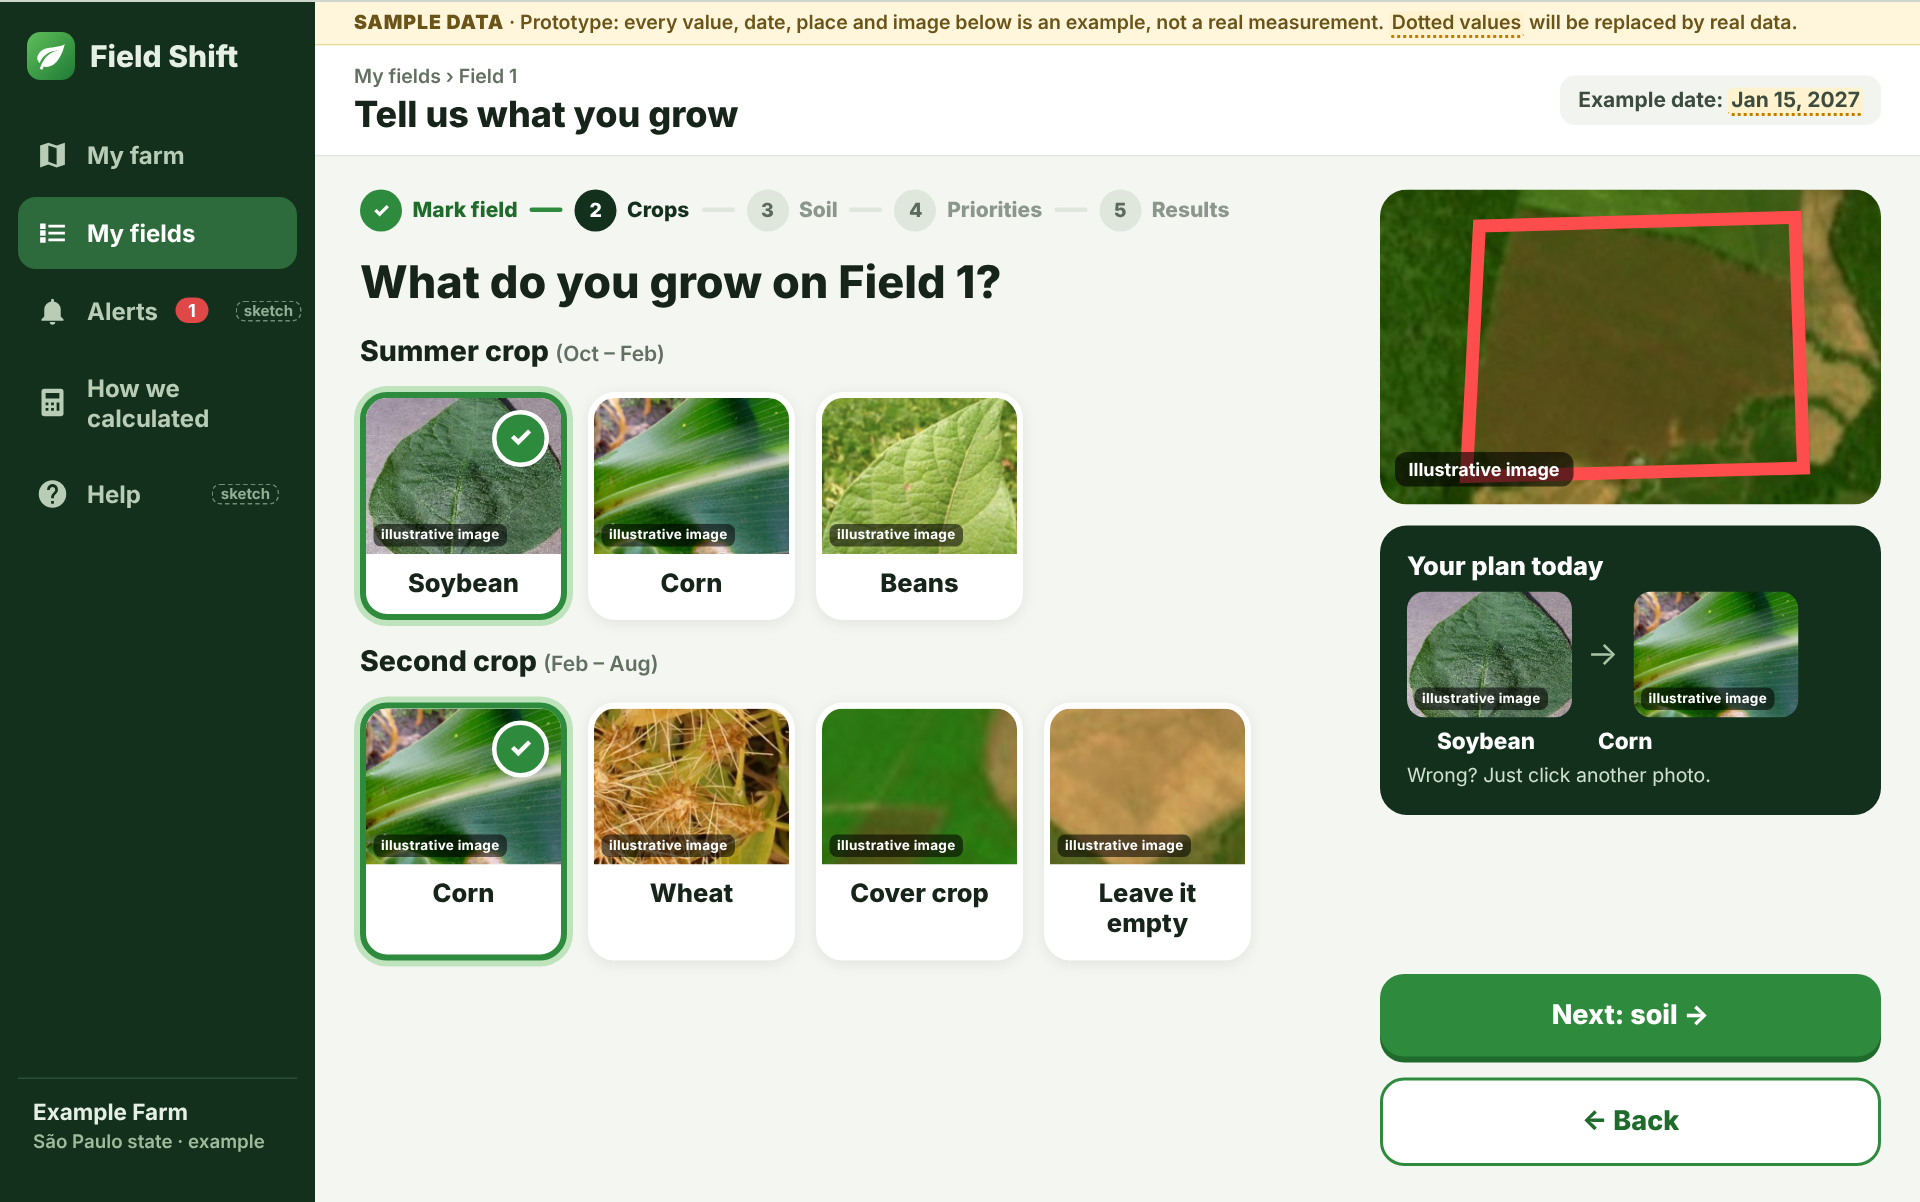 SAMPLE DATA · Prototype: every value, date, place and image below is an example, not a real measurement. Dotted values will be replaced by real data.
Field Shift
My farm
My fields
Alerts 1 sketch
How we
calculated
Help sketch
Example Farm
São Paulo state · example
My fields › Field 1
Tell us what you grow
Example date: Jan 15, 2027
Mark field 2 Crops 3 Soil 4 Priorities 5 Results
What do you grow on Field 1?
Summer crop (Oct – Feb)
illustrative image
Soybean
illustrative image
Corn
illustrative image
Beans
Second crop (Feb – Aug)
illustrative image
Corn
illustrative image
Wheat
illustrative image
Cover crop
illustrative image
Leave it
empty
Illustrative image
Your plan today
illustrative image → illustrative image
Soybean Corn
Wrong? Just click another photo.
Next: soil →
← Back